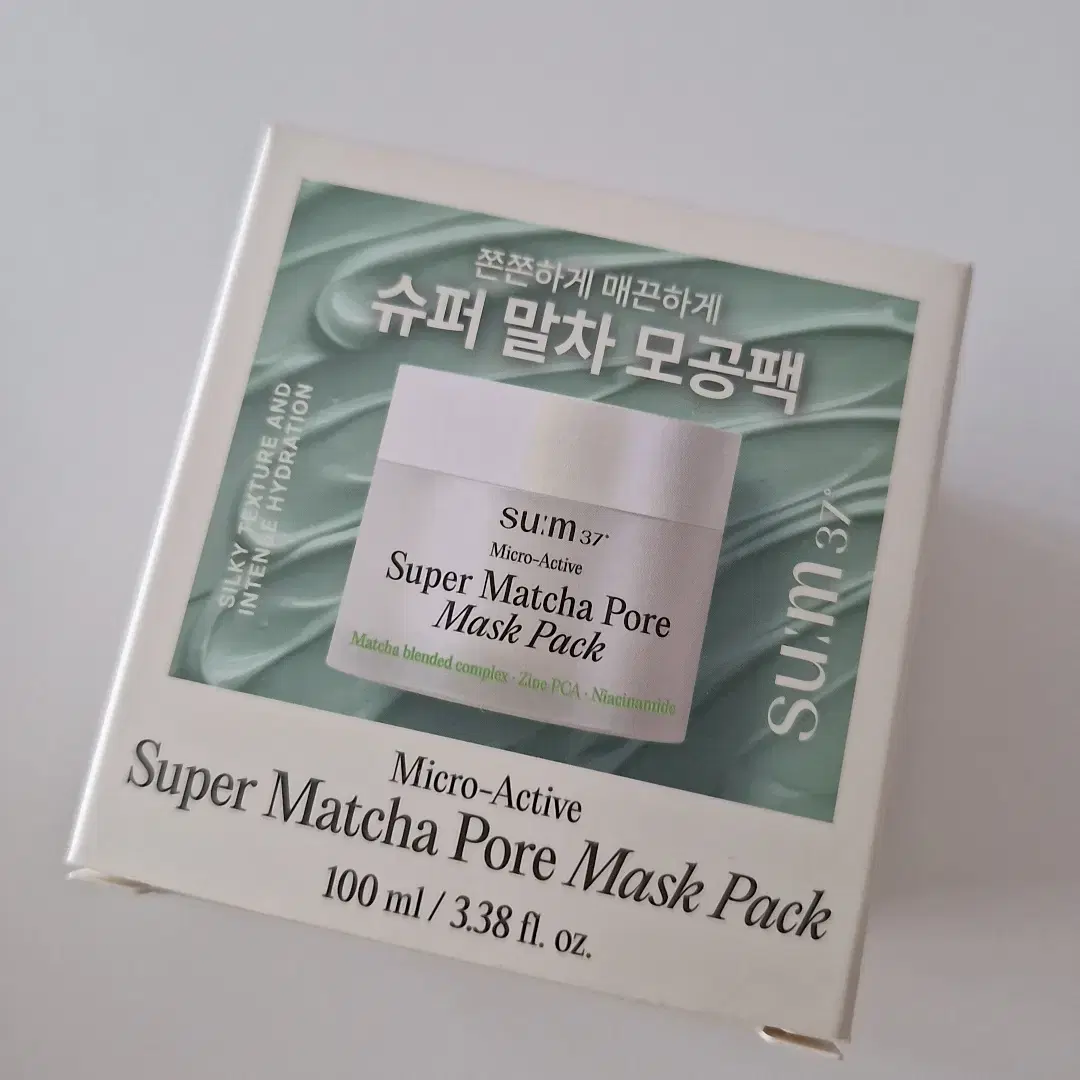 쫀쫀하게 매끈하게
슈퍼 말차 모공팩
SILKY TEXTURE AND
INTENSE HYDRATION
su:m37°
Micro-Active
Super Matcha Pore
Mask Pack
Matcha blended complex · Zinc PCA · Niacinamide
su:m37°
Micro-Active
Super Matcha Pore Mask Pack
100 ml / 3.38 fl. oz.